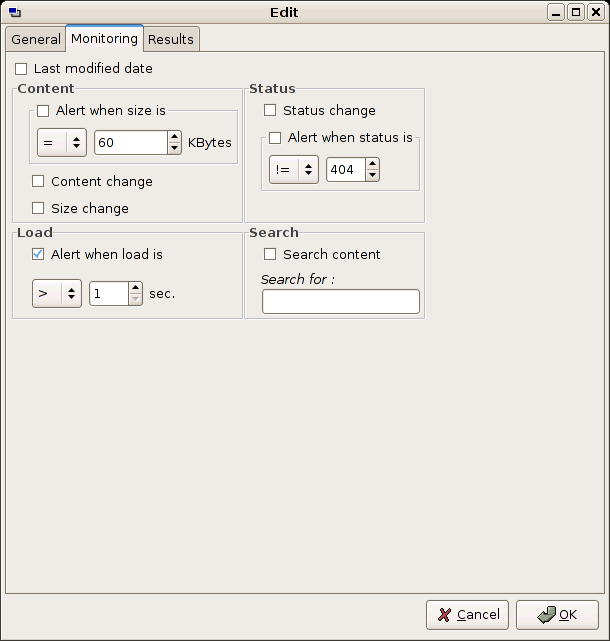 Edit
General Monitoring Results
Last modified date
Content
Alert when size is
= 60 KBytes
Content change
Size change
Status
Status change
Alert when status is
!= 404
Load
Alert when load is
> 1 sec.
Search
Search content
Search for :
Cancel OK